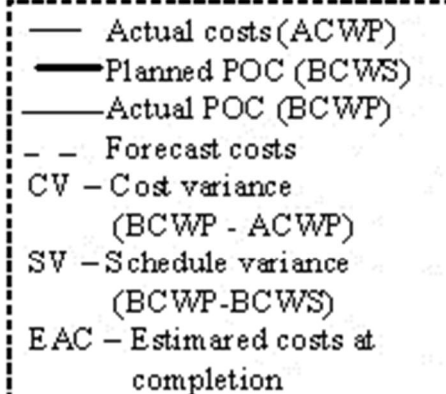 Actual costs(ACWP)
Planned POC (BCWS)
Actual POC (BCWP)
Forecast costs
CV – Cost variance
(BCWP - ACWP)
SV – Schedule variance
(BCWP-BCWS)
EAC – Estimared costs at
completion